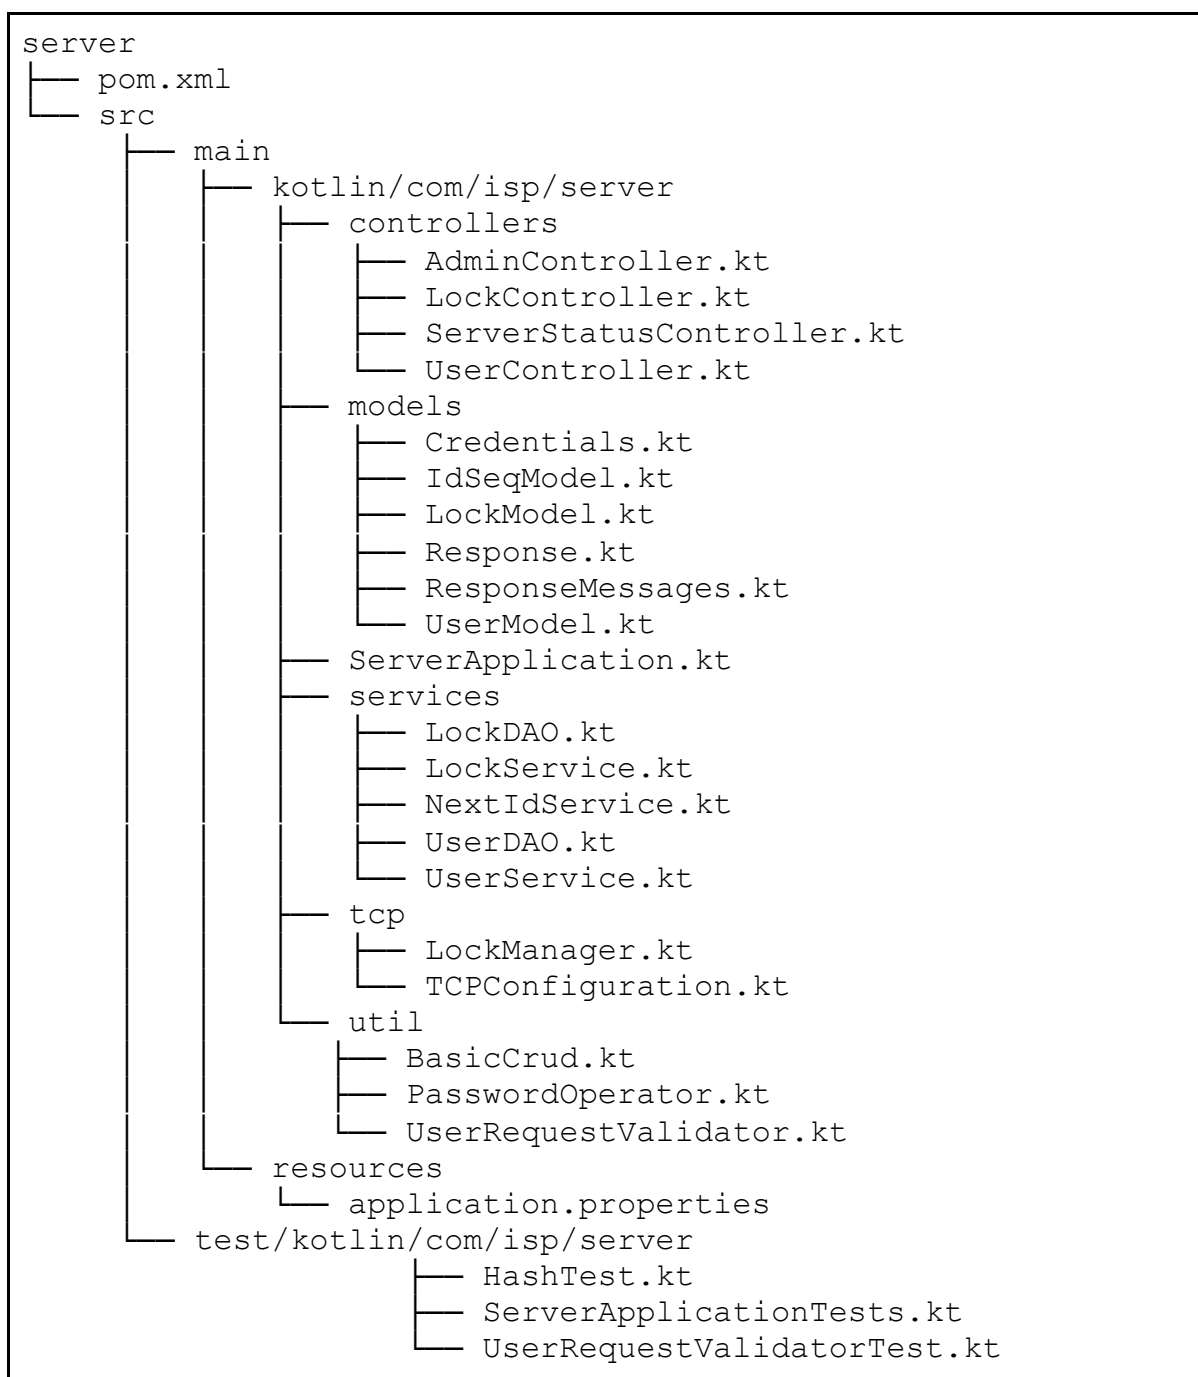 server
├── pom.xml
└── src
    ├── main
    │   ├── kotlin/com/isp/server
    │   │   ├── controllers
    │   │   │   ├── AdminController.kt
    │   │   │   ├── LockController.kt
    │   │   │   ├── ServerStatusController.kt
    │   │   │   └── UserController.kt
    │   │   ├── models
    │   │   │   ├── Credentials.kt
    │   │   │   ├── IdSeqModel.kt
    │   │   │   ├── LockModel.kt
    │   │   │   ├── Response.kt
    │   │   │   ├── ResponseMessages.kt
    │   │   │   └── UserModel.kt
    │   │   ├── ServerApplication.kt
    │   │   ├── services
    │   │   │   ├── LockDAO.kt
    │   │   │   ├── LockService.kt
    │   │   │   ├── NextIdService.kt
    │   │   │   ├── UserDAO.kt
    │   │   │   └── UserService.kt
    │   │   ├── tcp
    │   │   │   ├── LockManager.kt
    │   │   │   └── TCPConfiguration.kt
    │   │   └── util
    │   │       ├── BasicCrud.kt
    │   │       ├── PasswordOperator.kt
    │   │       └── UserRequestValidator.kt
    │   └── resources
    │       └── application.properties
    └── test/kotlin/com/isp/server
                ├── HashTest.kt
                ├── ServerApplicationTests.kt
                └── UserRequestValidatorTest.kt